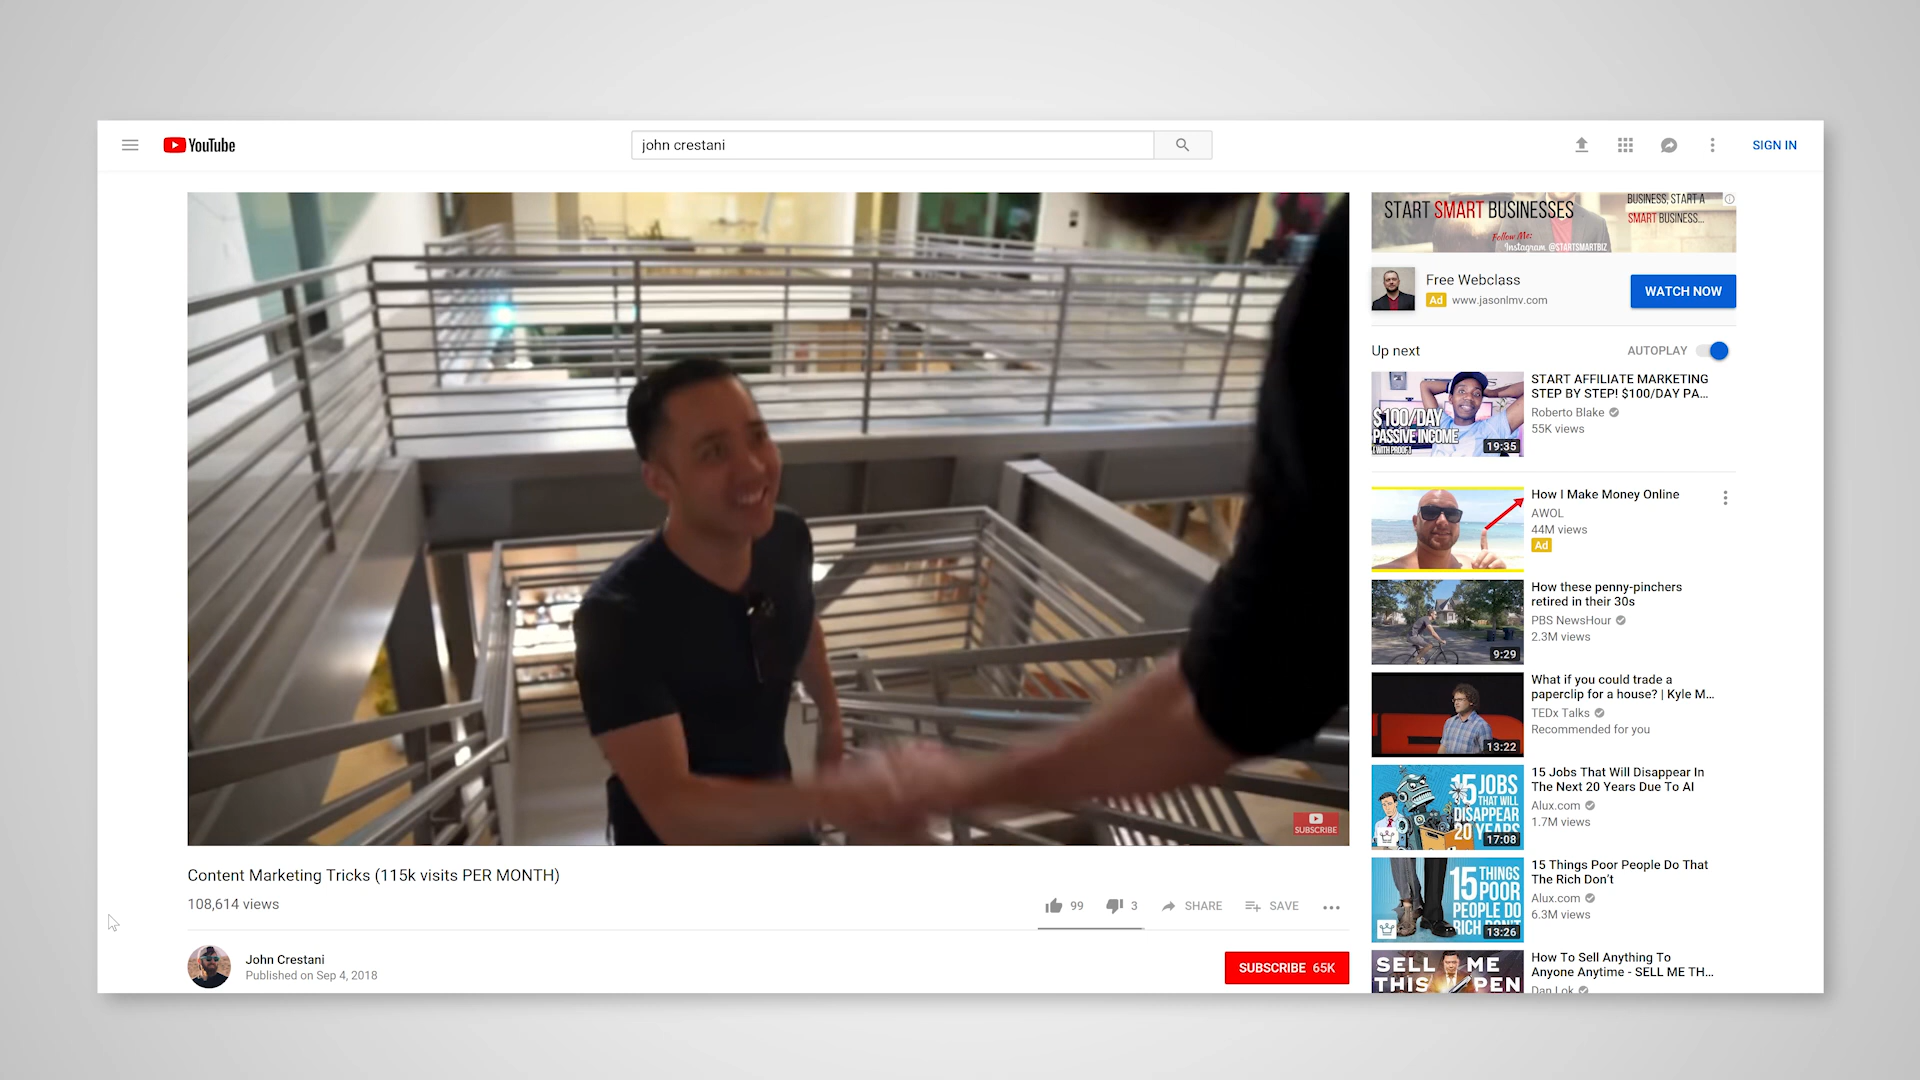 YouTube
john crestani
SIGN IN
START SMART BUSINESSES
Follow Me:
Instagram @STARTSMARTBIZ
BUSINESS, START A
SMART BUSINESS...
Free Webclass
Ad www.jasonlmv.com
WATCH NOW
Up next
AUTOPLAY
$100/DAY
PASSIVE INCOME
19:35
START AFFILIATE MARKETING
STEP BY STEP! $100/DAY PA...
Roberto Blake
55K views
How I Make Money Online
AWOL
44M views
Ad
9:29
How these penny-pinchers
retired in their 30s
PBS NewsHour
2.3M views
13:22
What if you could trade a
paperclip for a house? | Kyle M...
TEDx Talks
Recommended for you
15 JOBS
THAT WILL
DISAPPEAR
20 YEARS
17:08
15 Jobs That Will Disappear In
The Next 20 Years Due To AI
Alux.com
1.7M views
15 THINGS
POOR
PEOPLE DO
RICH DON'T
13:26
15 Things Poor People Do That
The Rich Don't
Alux.com
6.3M views
SELL ME
THIS PEN
How To Sell Anything To
Anyone Anytime - SELL ME TH...
Dan Lok
SUBSCRIBE
Content Marketing Tricks (115k visits PER MONTH)
108,614 views
99
3
SHARE
SAVE
John Crestani
Published on Sep 4, 2018
SUBSCRIBE 65K